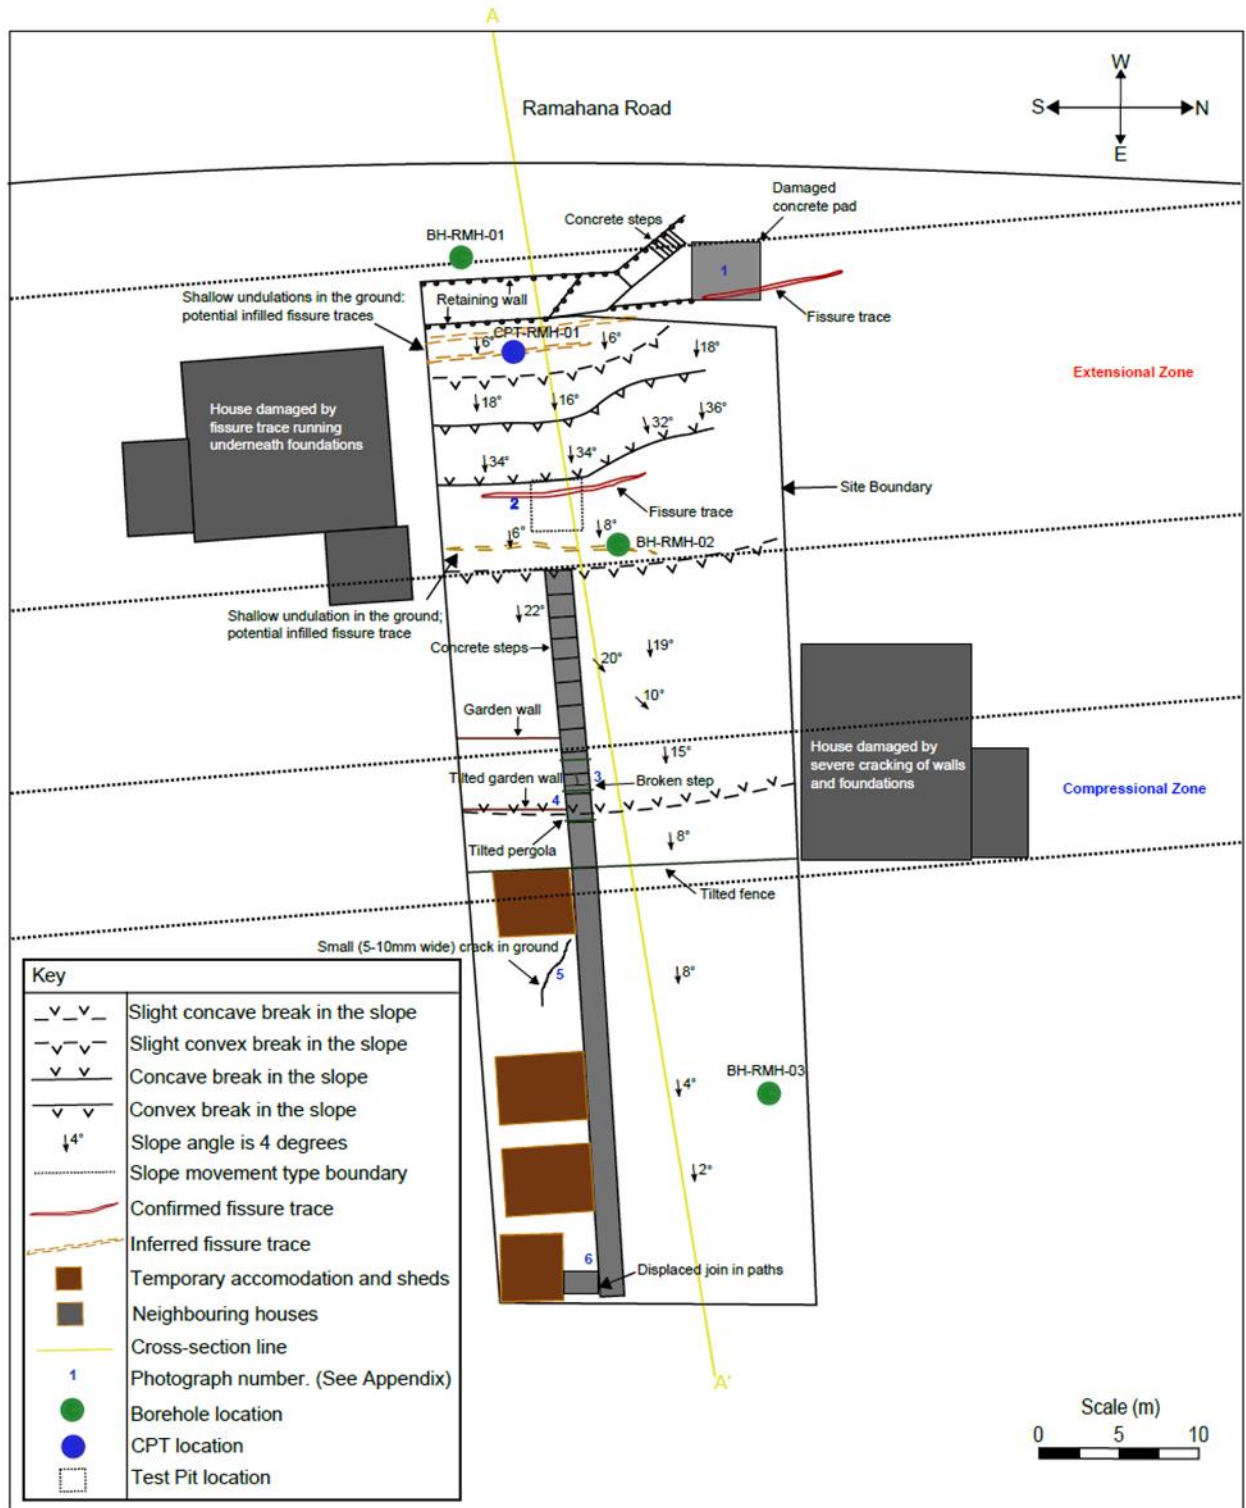 A
Ramahana Road
W
S
N
E
Damaged
concrete pad
Concrete steps
BH-RMH-01
1
Shallow undulations in the ground:
potential infilled fissure traces
Retaining wall
Fissure trace
CPT-RMH-01
6°
6°
18°
Extensional Zone
18°
16°
36°
32°
House damaged by
fissure trace running
underneath foundations
34°
34°
Site Boundary
2
Fissure trace
6°
8°
BH-RMH-02
Shallow undulation in the ground;
potential infilled fissure trace
22°
Concrete steps
19°
20°
10°
Garden wall
15°
House damaged by
severe cracking of walls
and foundations
Tilted garden wall
3
Broken step
4
Compressional Zone
Tilted pergola
8°
Tilted fence
Small (5-10mm wide) crack in ground
5
8°
BH-RMH-03
4°
2°
6
Displaced join in paths
A'
Key
Slight concave break in the slope
Slight convex break in the slope
Concave break in the slope
Convex break in the slope
4°
Slope angle is 4 degrees
Slope movement type boundary
Confirmed fissure trace
Inferred fissure trace
Temporary accomodation and sheds
Neighbouring houses
Cross-section line
1
Photograph number. (See Appendix)
Borehole location
CPT location
Test Pit location
Scale (m)
0 5 10